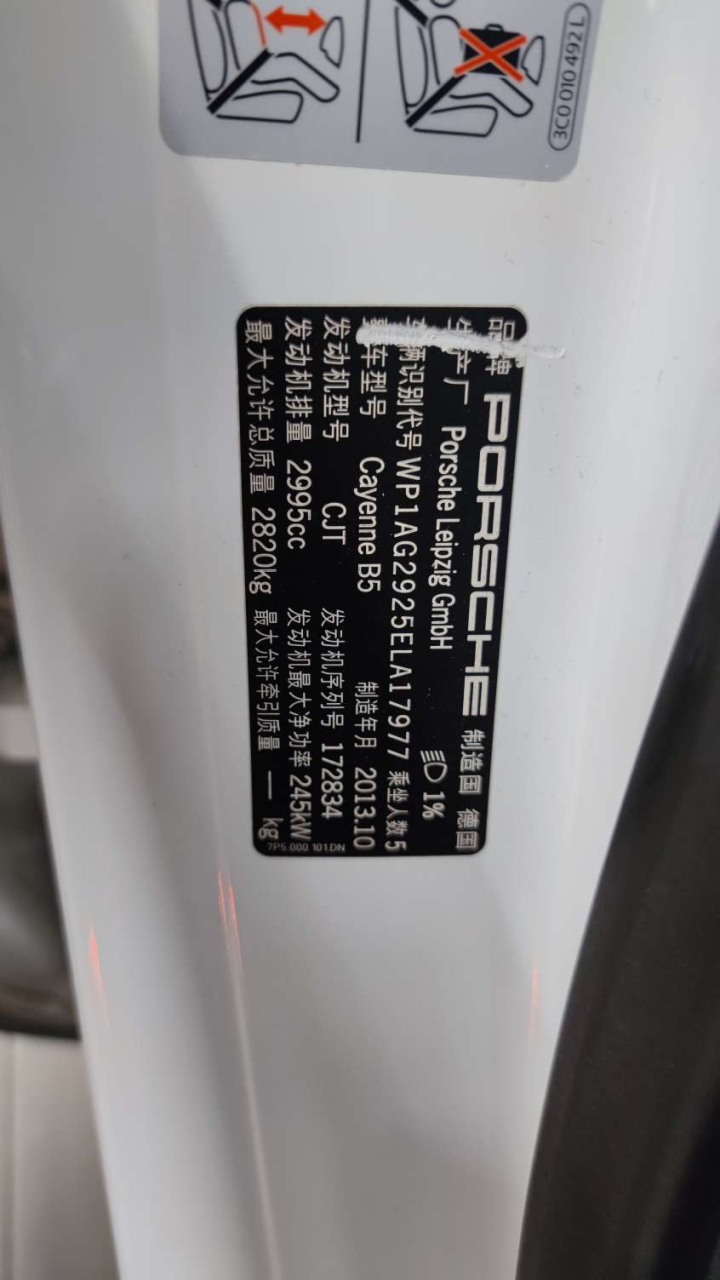 3C0 010 492 L
品牌 PORSCHE 制造国 德国
生产厂 Porsche Leipzig GmbH 1%
车辆识别代号 WP1AG2925ELA17977 乘坐人数 5
整车型号 Cayenne B5 制造年月 2013.10
发动机型号 CJT 发动机序列号 172834
发动机排量 2995cc 发动机最大净功率 245kW
最大允许总质量 2820kg 最大允许牵引质量 — kg
7P5.000.101.DN